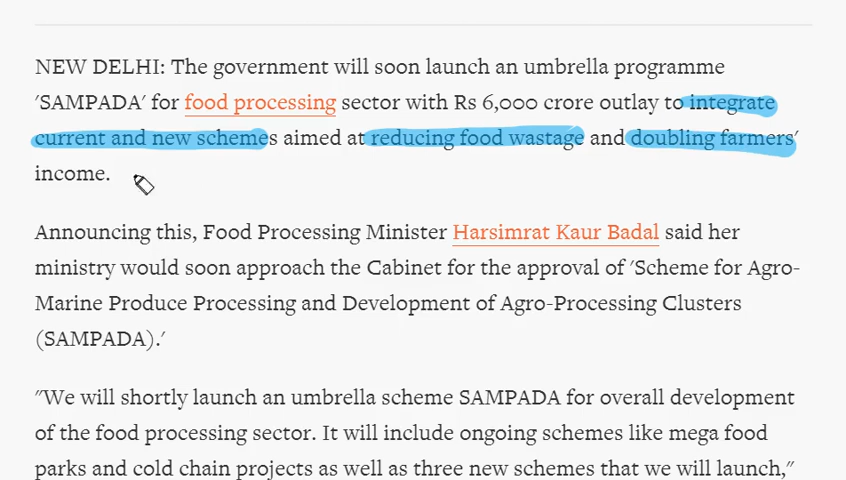 NEW DELHI: The government will soon launch an umbrella programme
'SAMPADA' for food processing sector with Rs 6,000 crore outlay to integrate
current and new schemes aimed at reducing food wastage and doubling farmers'
income.
Announcing this, Food Processing Minister Harsimrat Kaur Badal said her
ministry would soon approach the Cabinet for the approval of 'Scheme for Agro-
Marine Produce Processing and Development of Agro-Processing Clusters
(SAMPADA).'
"We will shortly launch an umbrella scheme SAMPADA for overall development
of the food processing sector. It will include ongoing schemes like mega food
parks and cold chain projects as well as three new schemes that we will launch,"